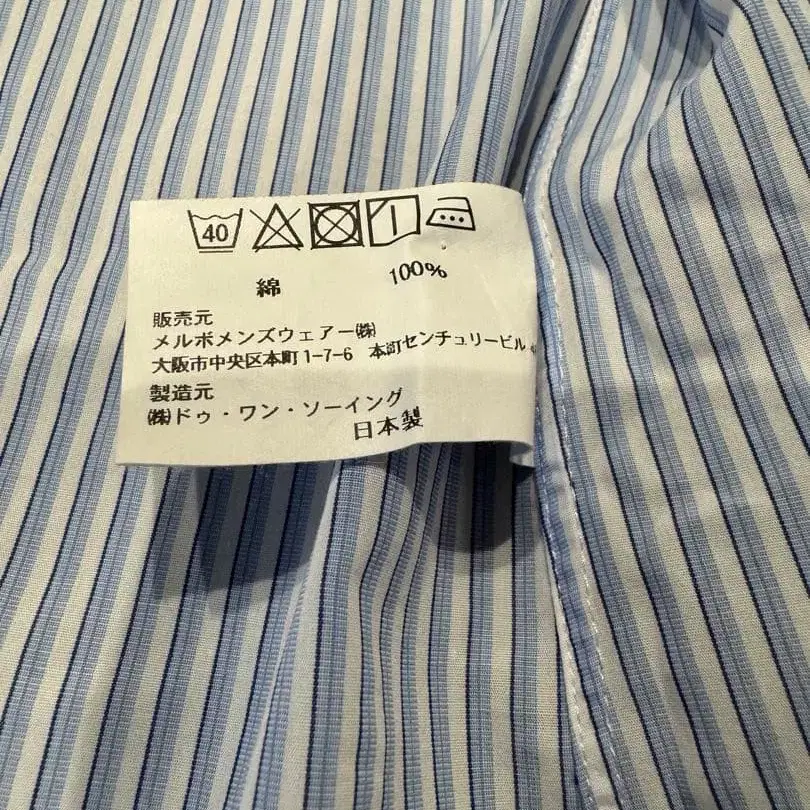 40
綿 100%
販売元
メルボメンズウェアー㈱
大阪市中央区本町1-7-6 本町センチュリービル
製造元
㈱ドゥ・ワン・ソーイング
日本製